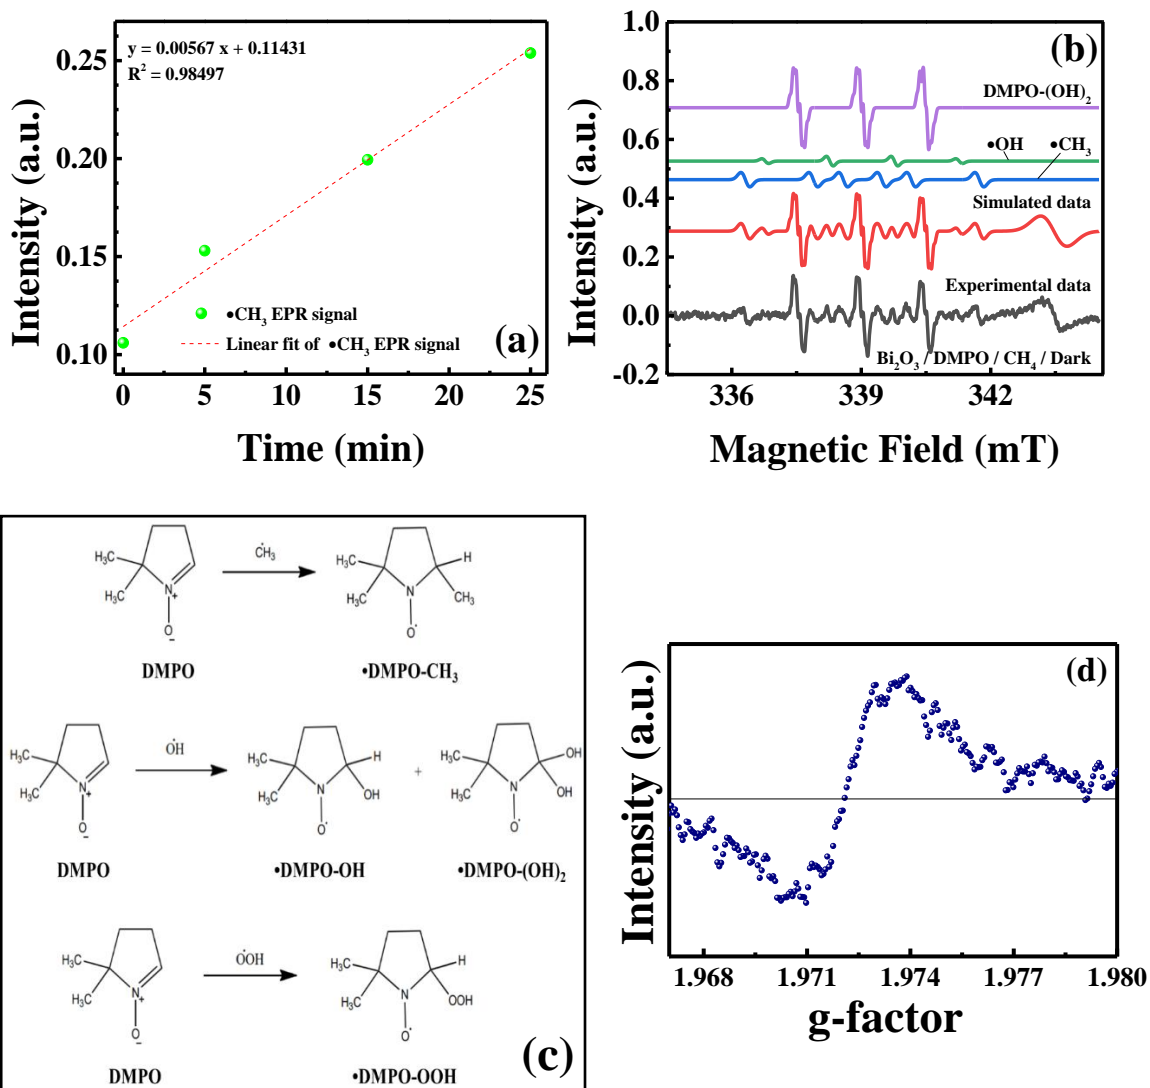 y = 0.00567 x + 0.11431
R² = 0.98497
0.25
0.20
0.15
0.10
Intensity (a.u.)
●CH₃ EPR signal
Linear fit of ●CH₃ EPR signal
(a)
0 5 10 15 20 25
Time (min)
1.0
0.8
0.6
0.4
0.2
0.0
-0.2
Intensity (a.u.)
(b)
DMPO-(OH)₂
●OH
●CH₃
Simulated data
Experimental data
Bi₂O₃ / DMPO / CH₄ / Dark
336 339 342
Magnetic Field (mT)
H₃C
H₃C
N⁺
O⁻
DMPO
ĊH₃
H₃C
H₃C
N
O·
H
CH₃
•DMPO-CH₃
H₃C
H₃C
N⁺
O⁻
DMPO
ȮH
H₃C
H₃C
N
O·
H
OH
•DMPO-OH
+
H₃C
H₃C
N
O·
OH
OH
•DMPO-(OH)₂
H₃C
H₃C
N⁺
O⁻
DMPO
ȮOH
H₃C
H₃C
N
O·
H
OOH
•DMPO-OOH
(c)
Intensity (a.u.)
(d)
1.968 1.971 1.974 1.977 1.980
g-factor